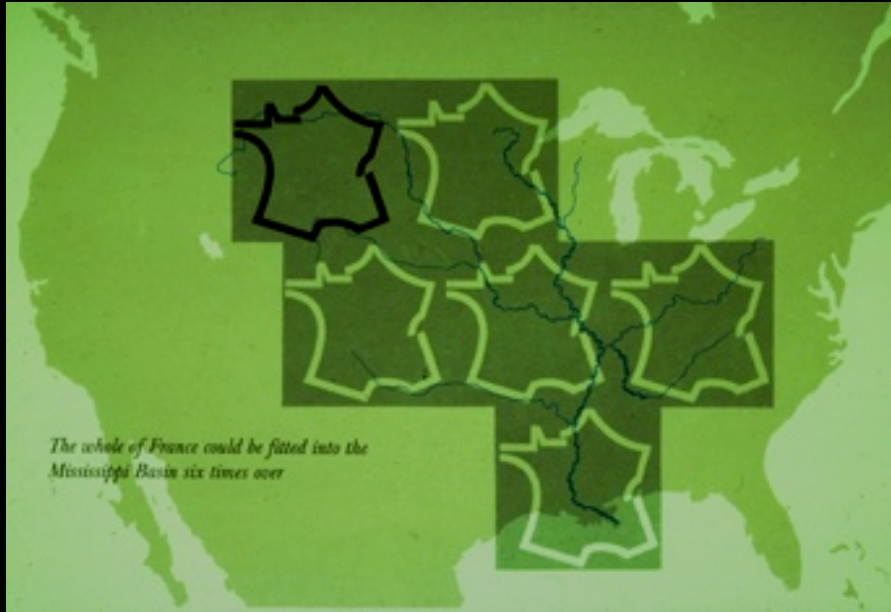 The whole of France could be fitted into the
Mississippi Basin six times over